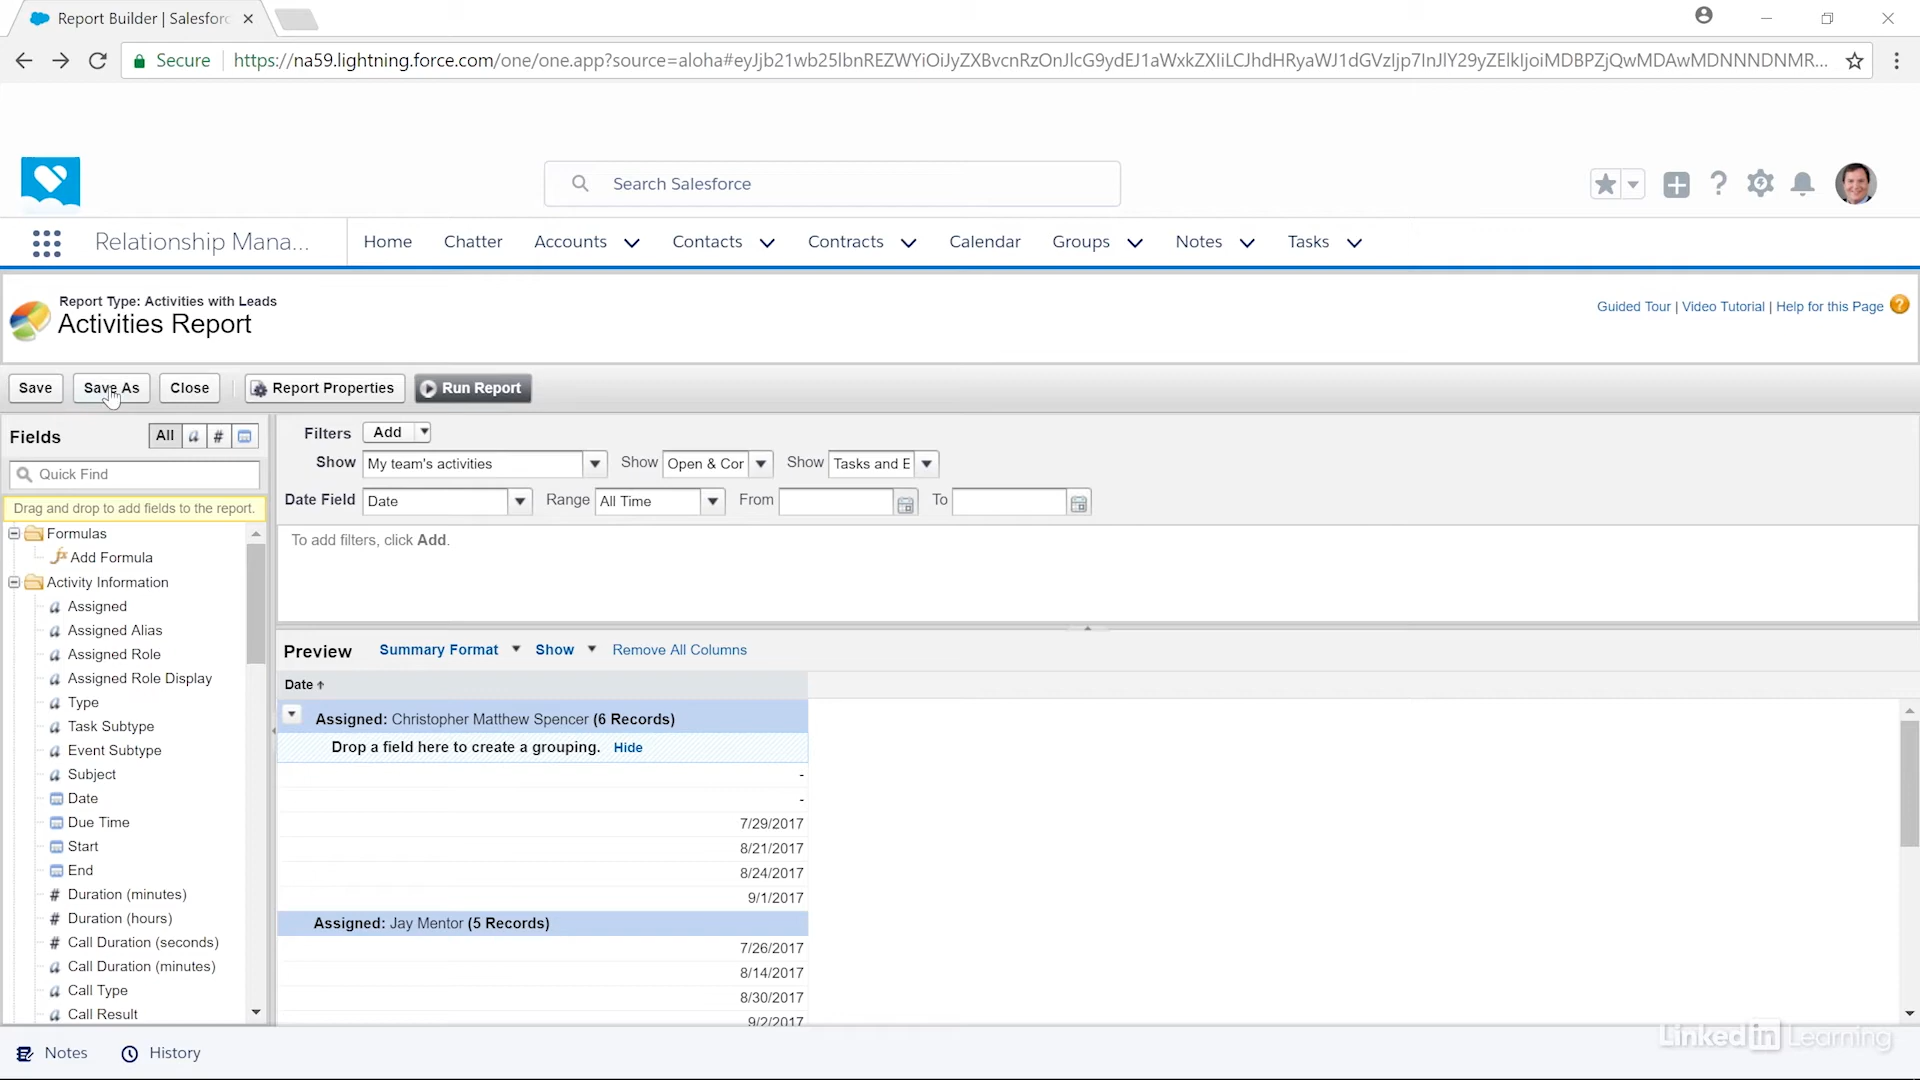 Report Builder | Salesforc
Secure https://na59.lightning.force.com/one/one.app?source=aloha#eyJjb21wb25lbnREZWYiOiJyZXBvcnRzOnJlcG9ydEJ1aWxkZXIiLCJhdHRyaWJ1dGVzIjp7InJlY29yZElkIjoiMDBPZjQwMDAwMDNNNDNMR...
Search Salesforce
Relationship Mana...
Home
Chatter
Accounts
Contacts
Contracts
Calendar
Groups
Notes
Tasks
Report Type: Activities with Leads
Activities Report
Guided Tour | Video Tutorial | Help for this Page ?
Save
Save As
Close
Report Properties
Run Report
Fields
All
a
#
Filters
Add
Quick Find
Show
My team's activities
Show
Open & Cor
Show
Tasks and E
Date Field
Date
Range
All Time
From
To
Drag and drop to add fields to the report.
To add filters, click Add.
Formulas
fx Add Formula
Activity Information
a Assigned
a Assigned Alias
a Assigned Role
a Assigned Role Display
a Type
a Task Subtype
a Event Subtype
a Subject
Date
Due Time
Start
End
# Duration (minutes)
# Duration (hours)
# Call Duration (seconds)
a Call Duration (minutes)
a Call Type
a Call Result
Preview
Summary Format
Show
Remove All Columns
Date ↑
Assigned: Christopher Matthew Spencer (6 Records)
Drop a field here to create a grouping. Hide
-
-
7/29/2017
8/21/2017
8/24/2017
9/1/2017
Assigned: Jay Mentor (5 Records)
7/26/2017
8/14/2017
8/30/2017
9/2/2017
Notes
History
Linked in Learning